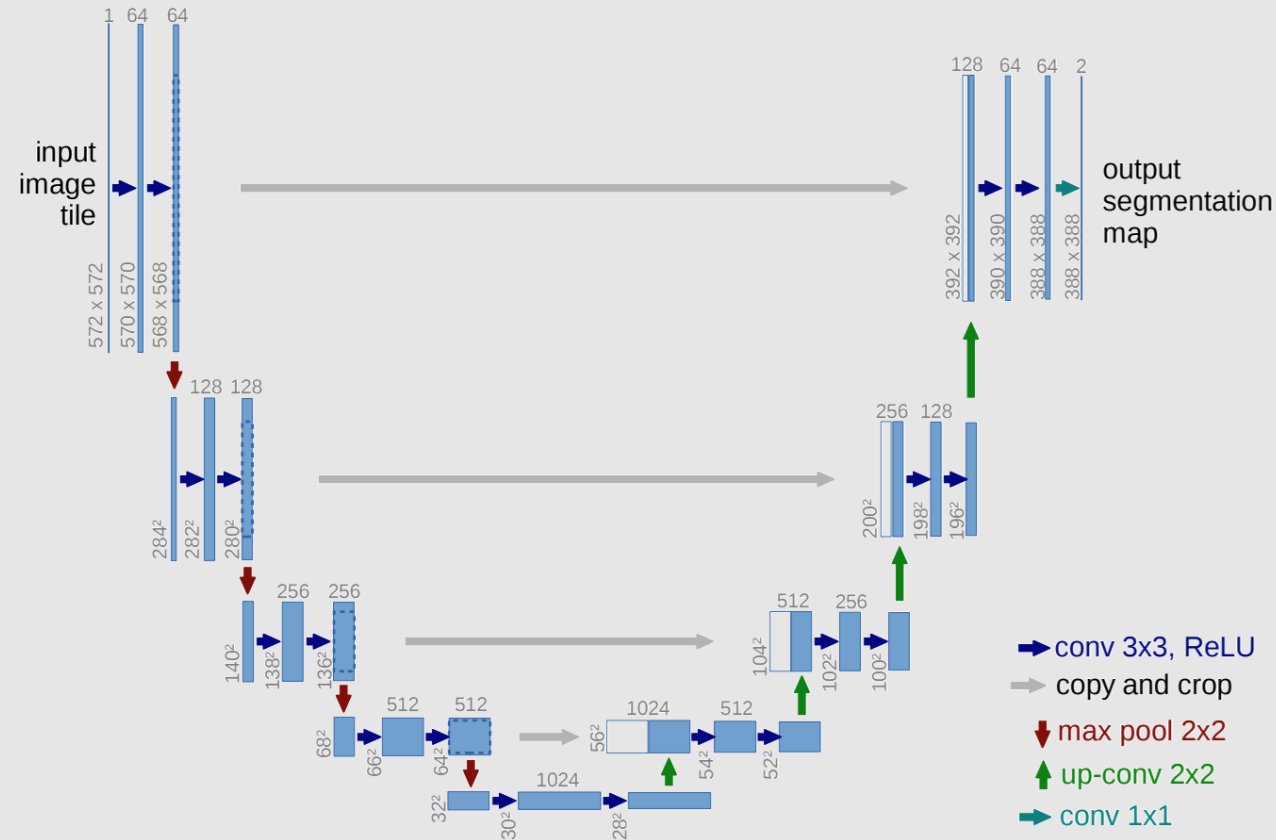 1 64 64
128 64 64 2
input
image
tile
output
segmentation
map
572 x 572
570 x 570
568 x 568
392 x 392
390 x 390
388 x 388
388 x 388
128 128
256 128
284²
282²
280²
200²
198²
196²
256 256
512 256
140²
138²
136²
104²
102²
100²
512 512
1024 512
68²
66²
64²
56²
54²
52²
1024
32²
30²
28²
conv 3x3, ReLU
copy and crop
max pool 2x2
up-conv 2x2
conv 1x1